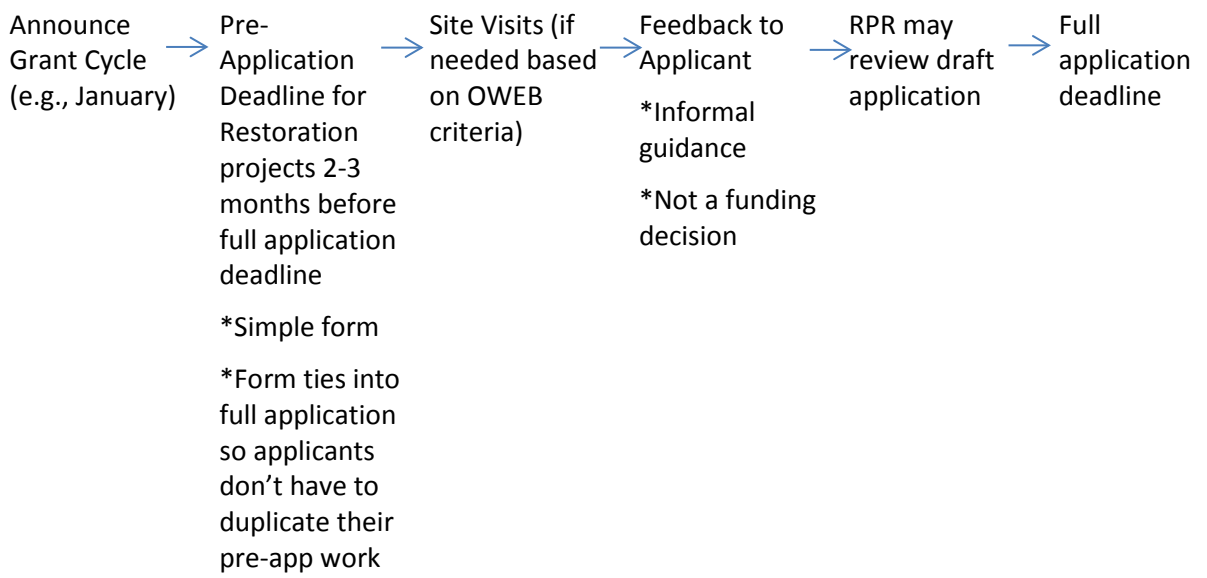 Announce
Grant Cycle
(e.g., January)
Pre-
Application
Deadline for
Restoration
projects 2-3
months before
full application
deadline
*Simple form
*Form ties into
full application
so applicants
don’t have to
duplicate their
pre-app work
Site Visits (if
needed based
on OWEB
criteria)
Feedback to
Applicant
*Informal
guidance
*Not a funding
decision
RPR may
review draft
application
Full
application
deadline